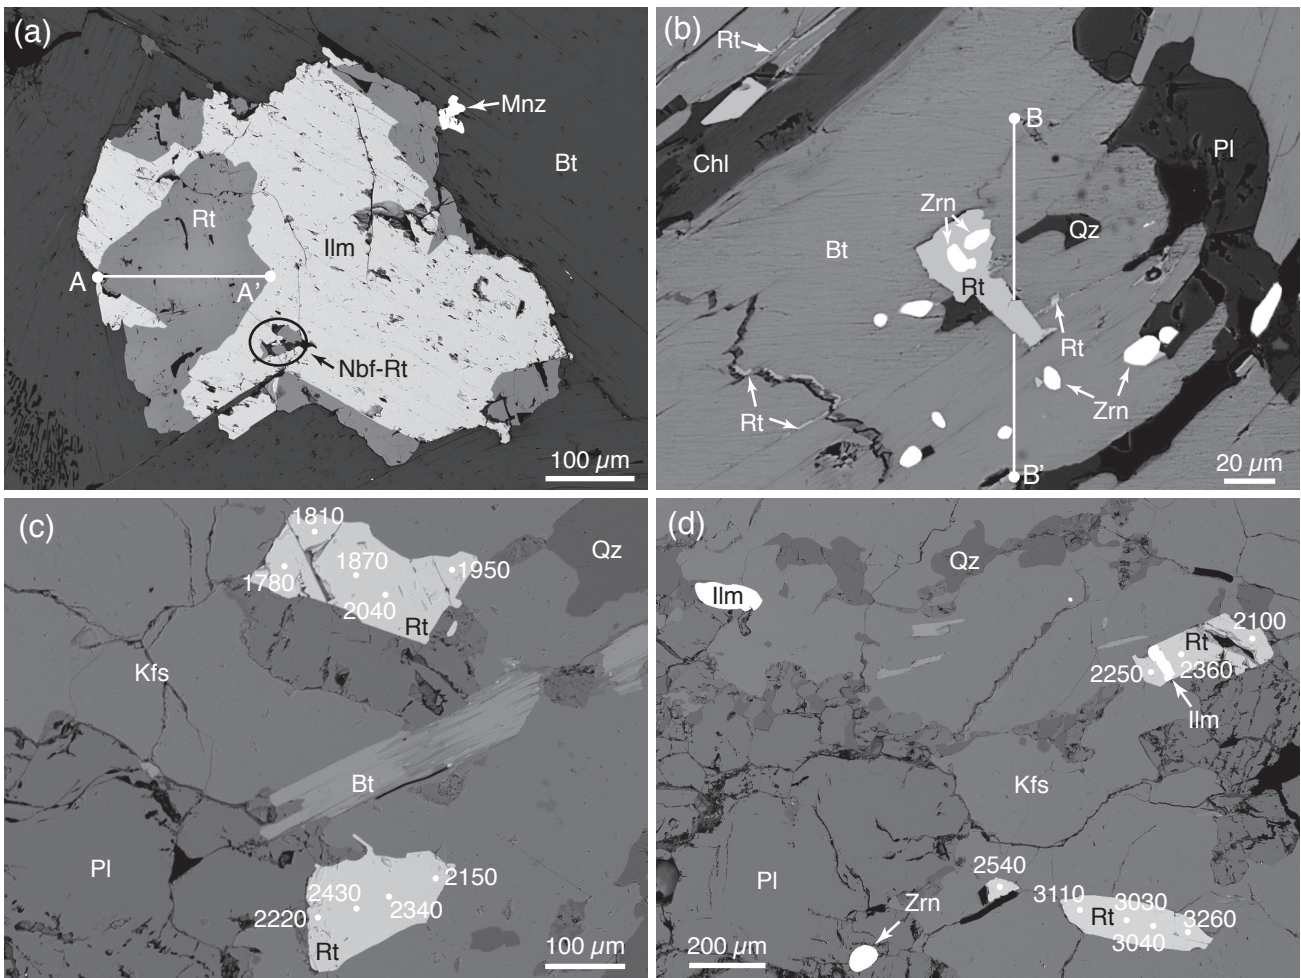 (a)
Mnz
Bt
Rt
Ilm
A
A'
Nbf-Rt
100 µm
(b)
Rt
B
Chl
Pl
Zrn
Qz
Bt
Rt
Rt
Rt
Zrn
B'
20 µm
(c)
1810
1870
1950
1780
2040
Rt
Qz
Kfs
Bt
Pl
2150
2430
2340
2220
Rt
100 µm
(d)
Qz
Ilm
2100
Rt
2250
2360
Ilm
Kfs
Pl
2540
3110
3030
Rt
3260
3040
Zrn
200 µm